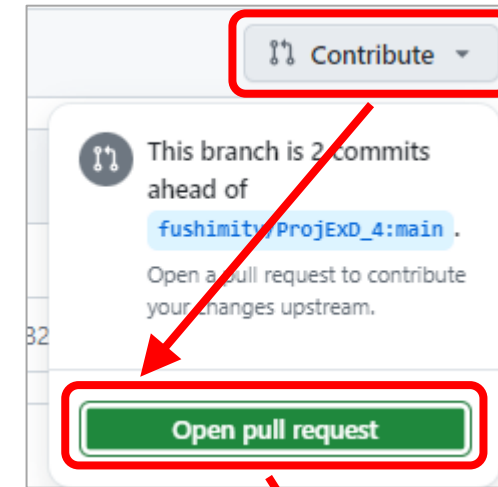 Contribute
This branch is 2 commits
ahead of
fushimity/ProjExD_4:main .
Open a pull request to contribute
your changes upstream.
32
Open pull request